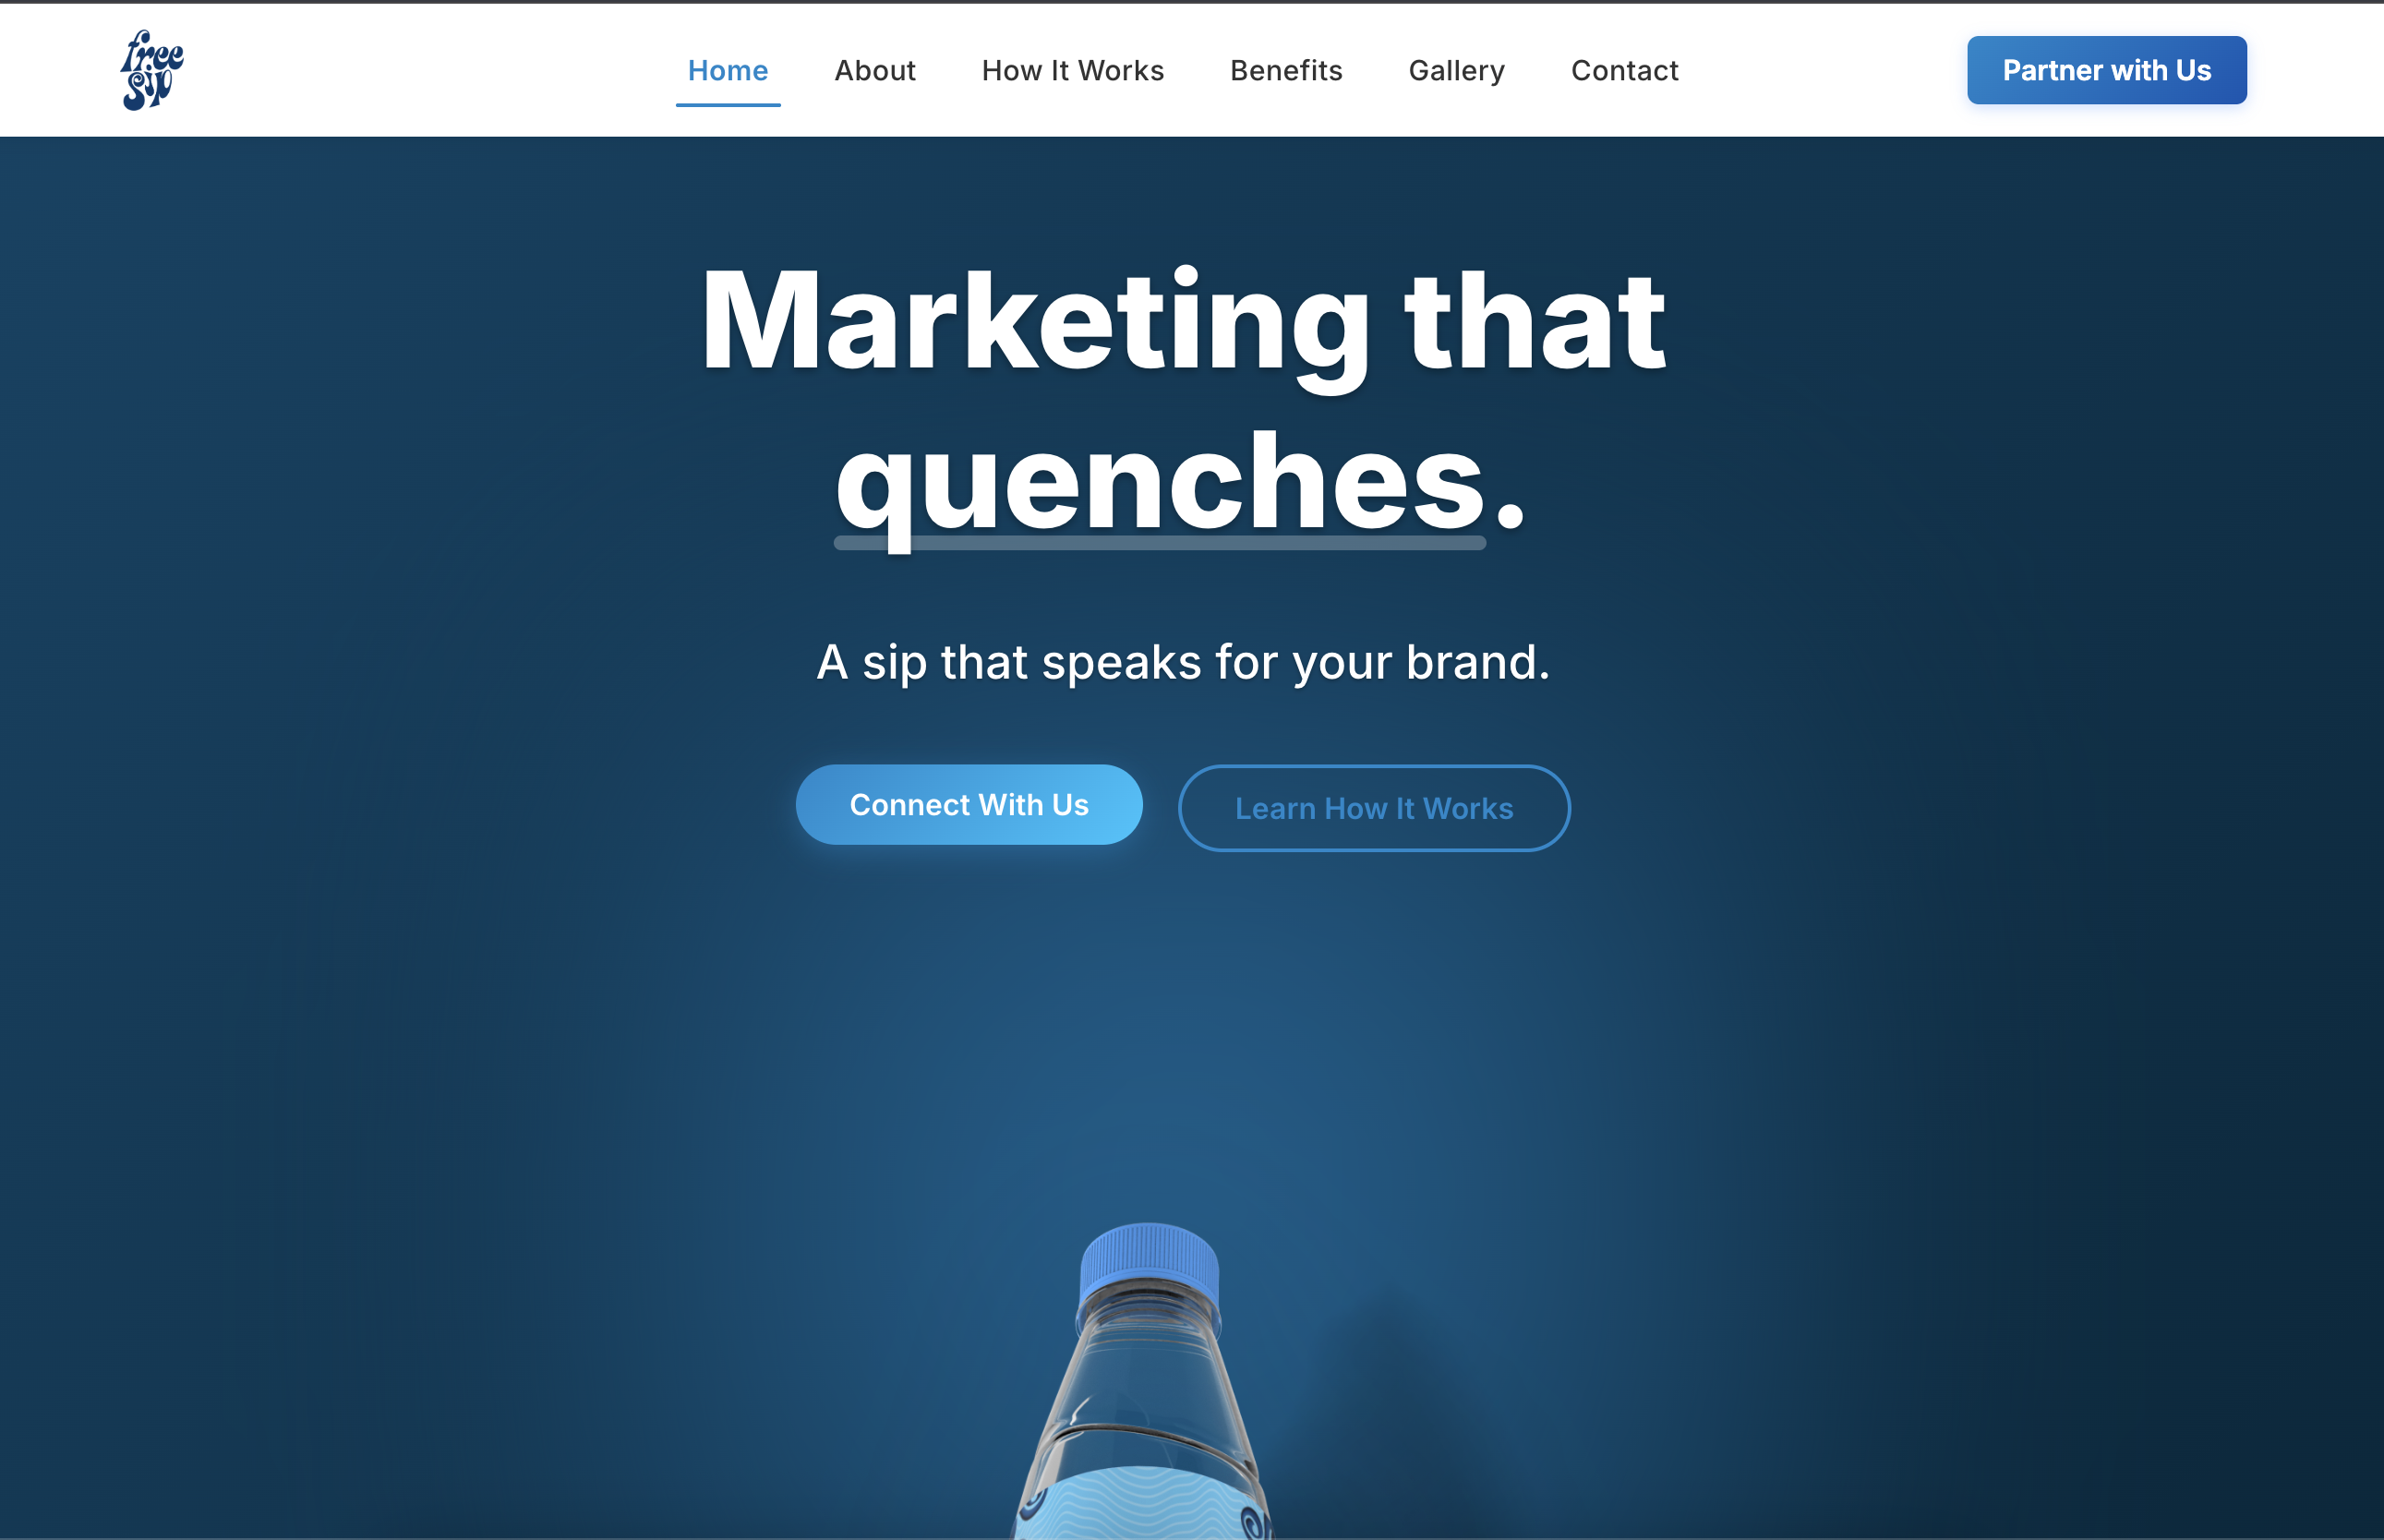 free
sip
Home
About
How It Works
Benefits
Gallery
Contact
Partner with Us
Marketing that
quenches.
A sip that speaks for your brand.
Connect With Us
Learn How It Works